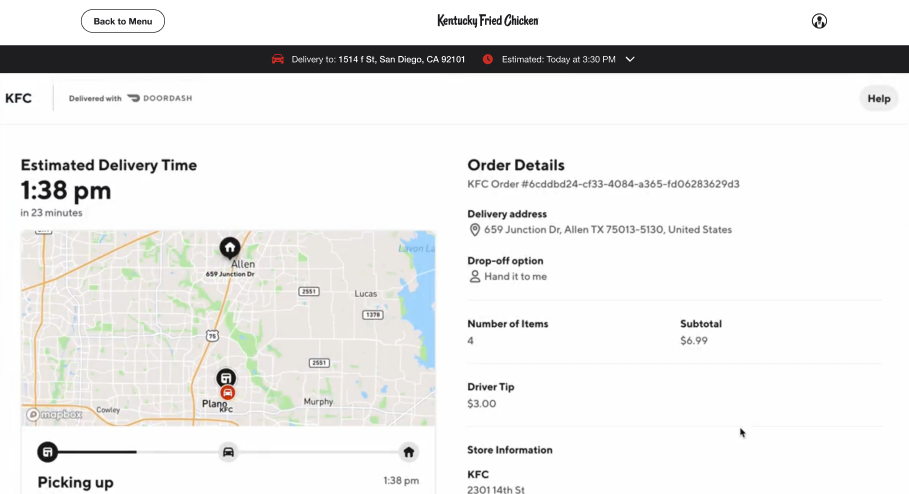 Back to Menu
Kentucky Fried Chicken
Delivery to: 1514 f St, San Diego, CA 92101
Estimated: Today at 3:30 PM
KFC
Delivered with DOORDASH
Help
Estimated Delivery Time
1:38 pm
in 23 minutes
Allen
659 Junction Dr
Lavon La
2551
Lucas
1378
75
2551
Plano
KFC
Murphy
Cowley
mapbox
Picking up
1:38 pm
Order Details
KFC Order #6cddbd24-cf33-4084-a365-fd06283629d3
Delivery address
659 Junction Dr, Allen TX 75013-5130, United States
Drop-off option
Hand it to me
Number of Items
Subtotal
4
$6.99
Driver Tip
$3.00
Store Information
KFC
2301 14th St